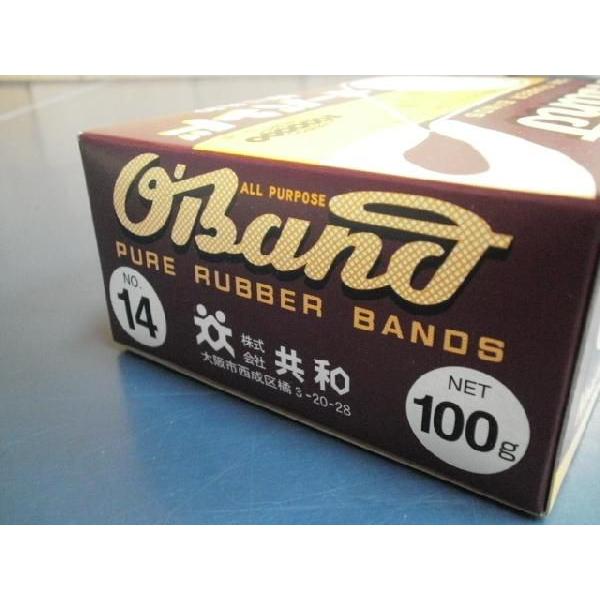 ALL PURPOSE
O'Band
PURE RUBBER BANDS
NO.
14
株式
会社
共和
大阪市西成区橘3-20-28
NET
100g